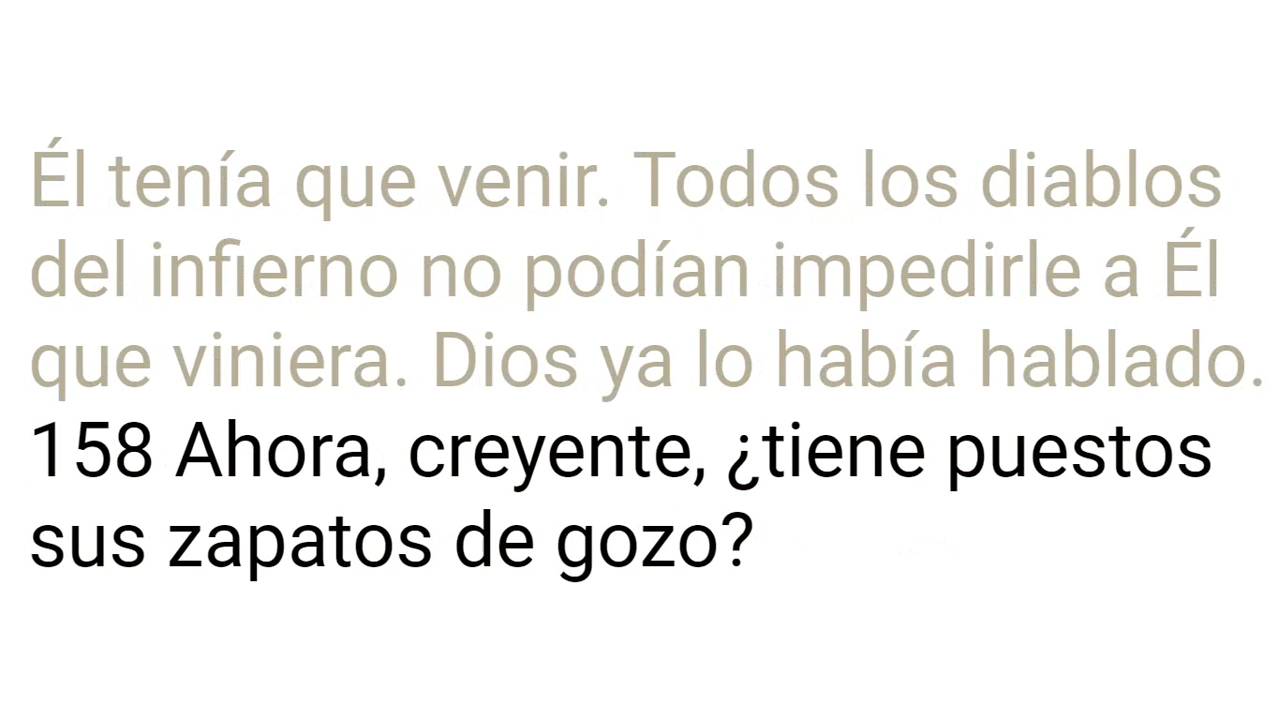 Él tenía que venir. Todos los diablos
del infierno no podían impedirle a Él
que viniera. Dios ya lo había hablado.
158 Ahora, creyente, ¿tiene puestos
sus zapatos de gozo?